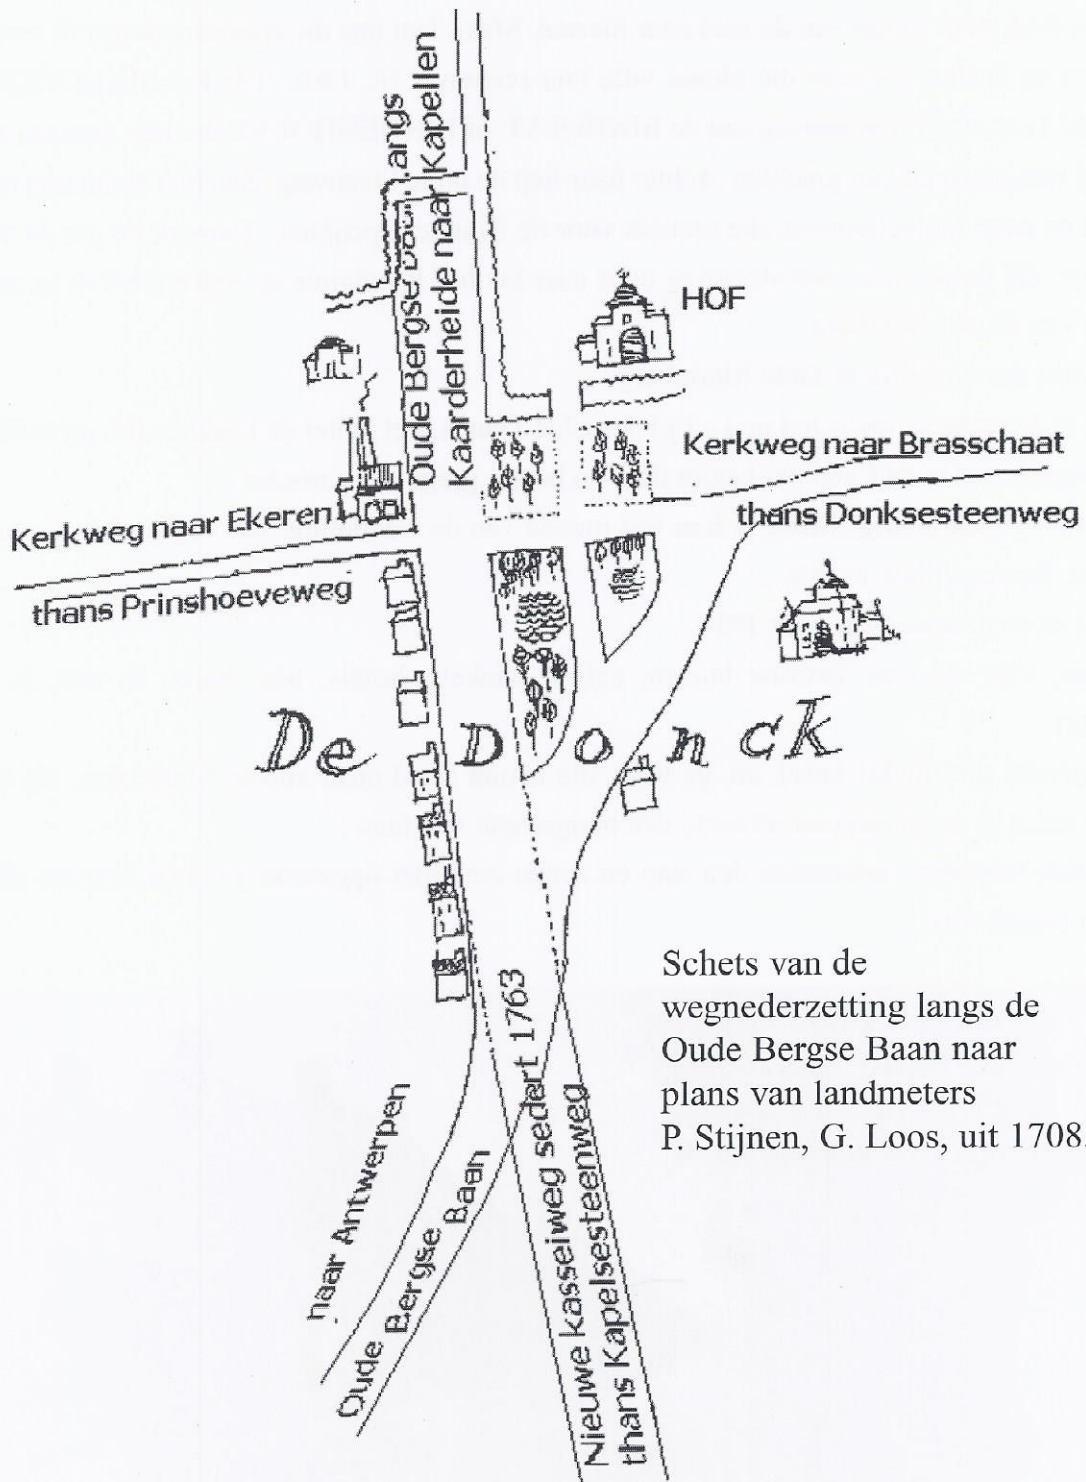 Oude Bergse Baan langs
Kaarderheide naar Kapellen
HOF
Kerkweg naar Brasschaat
thans Donksesteenweg
Kerkweg naar Ekeren
thans Prinshoeveweg
De Donck
Schets van de
wegnederzetting langs de
Oude Bergse Baan naar
plans van landmeters
P. Stijnen, G. Loos, uit 1708.
naar Antwerpen
Oude Bergse Baan
Nieuwe kasseiweg sedert 1763
thans Kapelsesteenweg